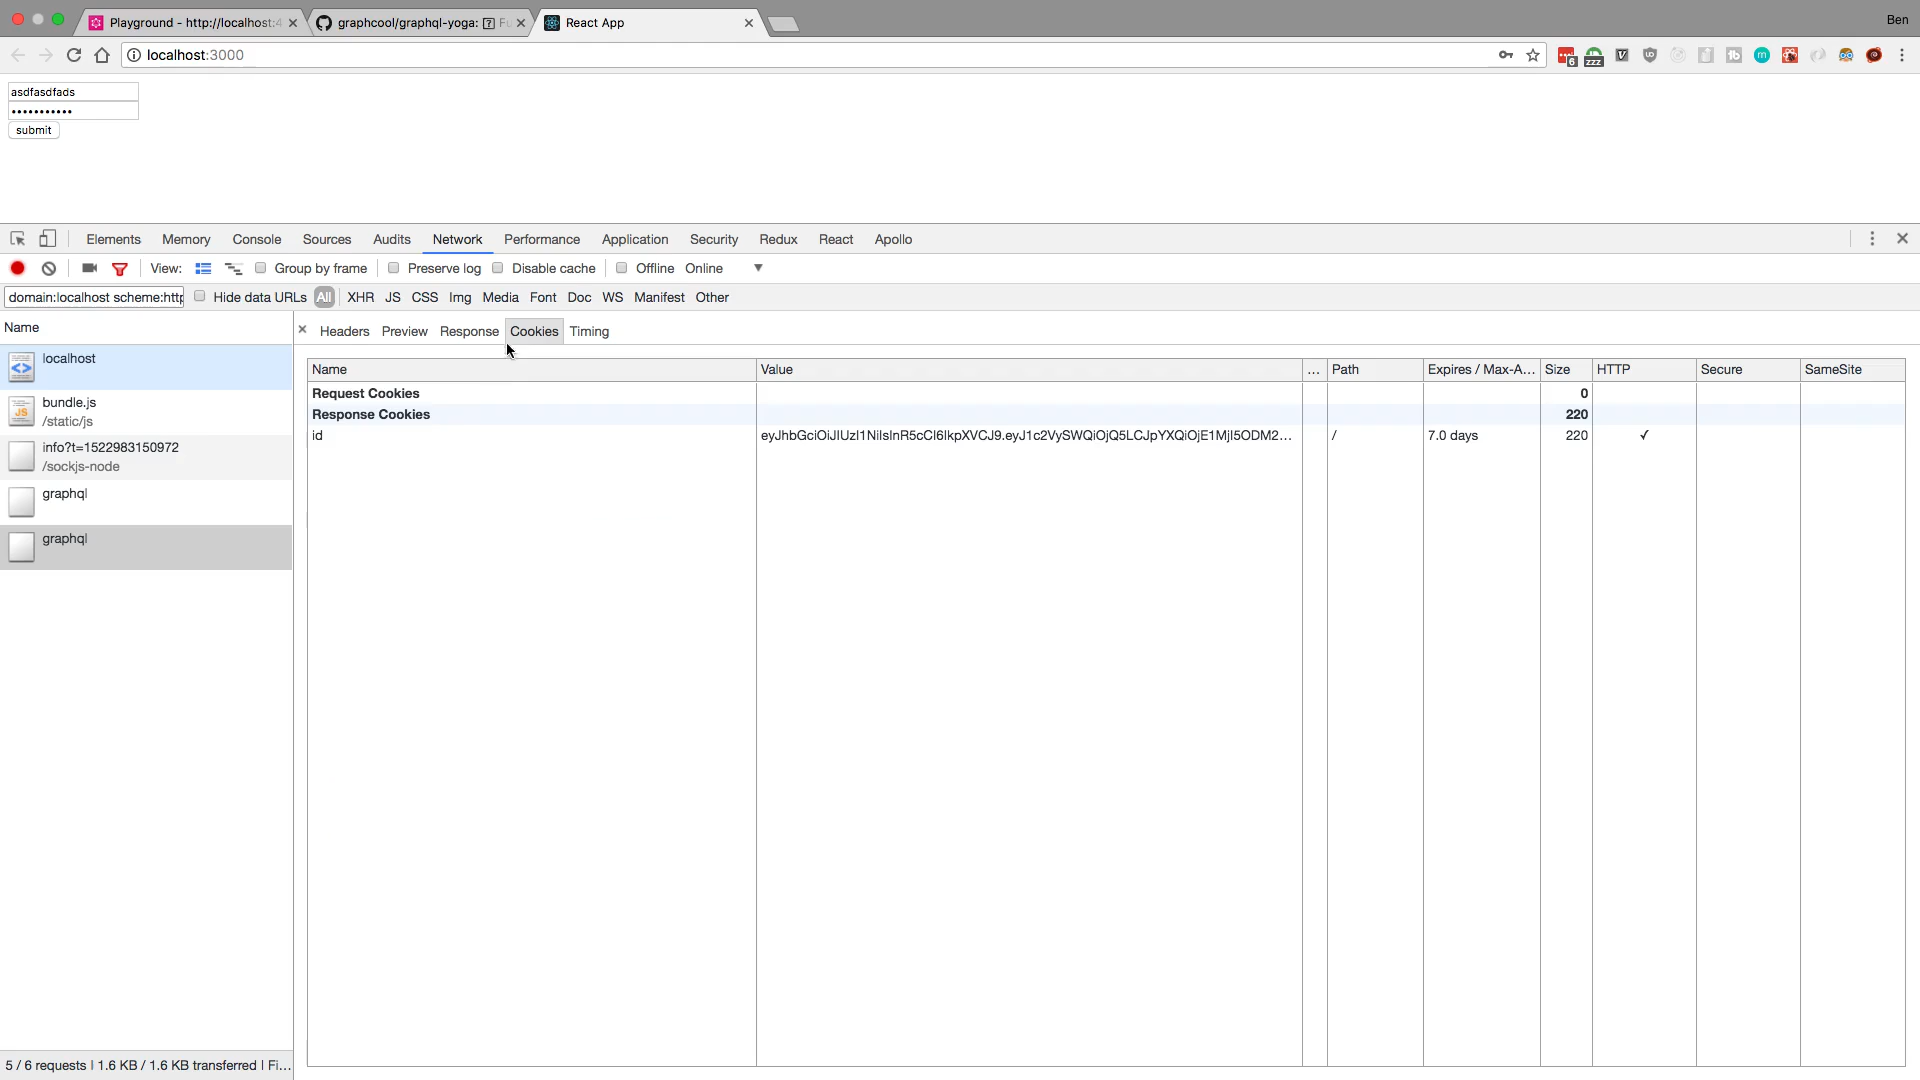 Playground - http://localhost:4
graphcool/graphql-yoga: ? Fu
React App
Ben
localhost:3000
6
zzz
asdfasdfads
submit
Elements Memory Console Sources Audits Network Performance Application Security Redux React Apollo
View: Group by frame Preserve log Disable cache Offline Online
domain:localhost scheme:http Hide data URLs All XHR JS CSS Img Media Font Doc WS Manifest Other
Name
Headers Preview Response Cookies Timing
localhost
bundle.js
/static/js
info?t=1522983150972
/sockjs-node
graphql
graphql
Name Value ... Path Expires / Max-A... Size HTTP Secure SameSite
Request Cookies 0
Response Cookies 220
id / 7.0 days 220 ✓
5 / 6 requests | 1.6 KB / 1.6 KB transferred | Fi...